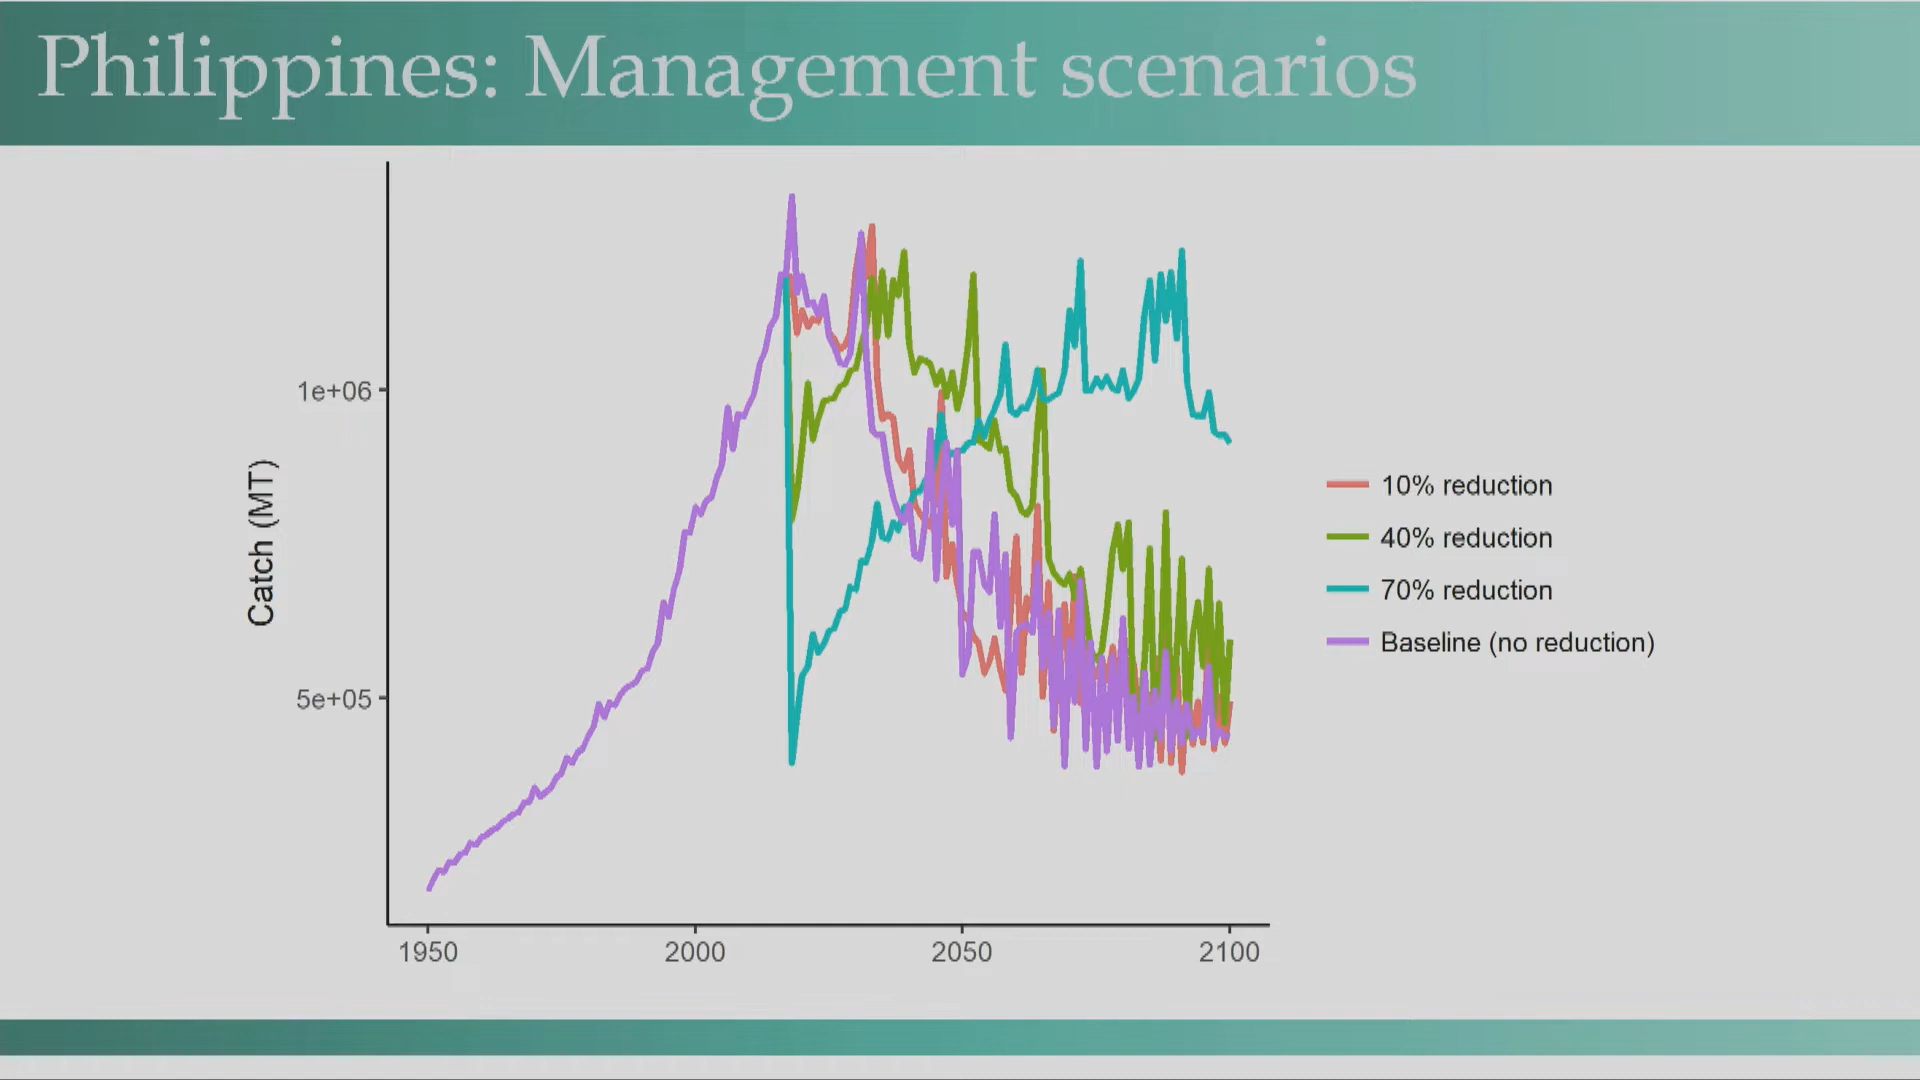 Philippines: Management scenarios
Catch (MT)
1e+06
5e+05
1950
2000
2050
2100
10% reduction
40% reduction
70% reduction
Baseline (no reduction)